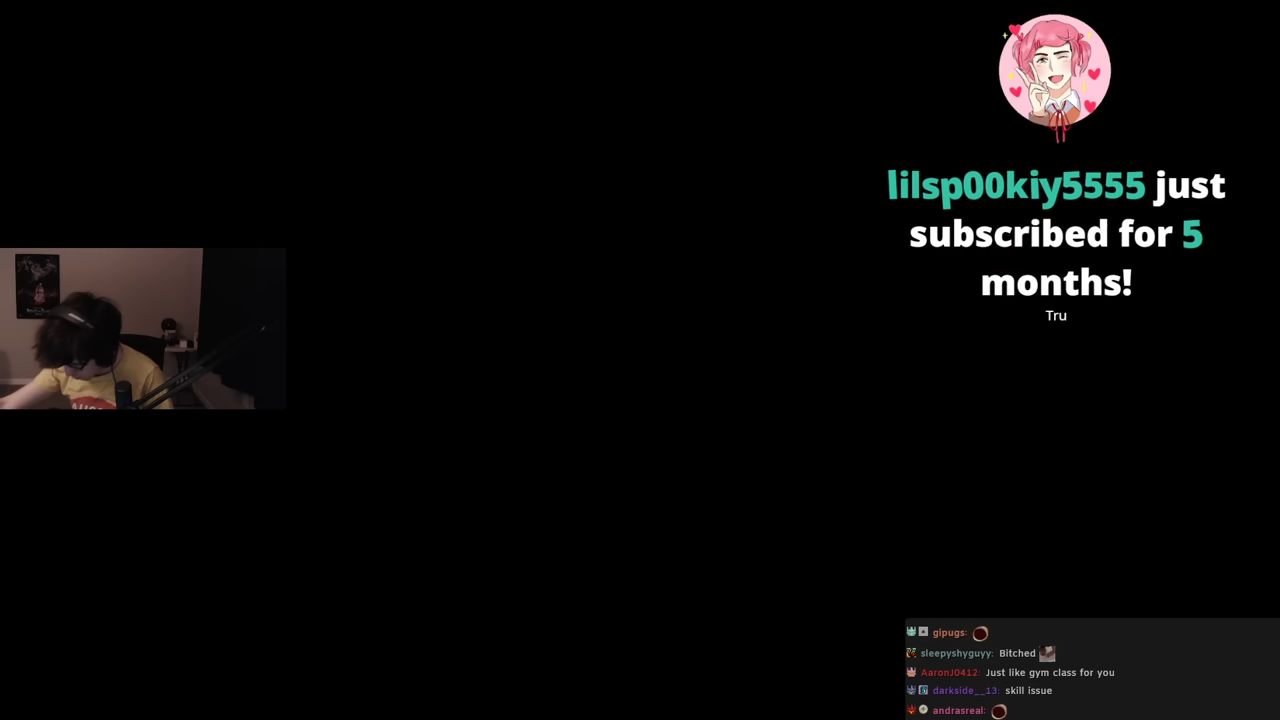 lilsp00kiy5555 just
subscribed for 5
months!
Tru
gipugs:
sleepyshyguyy: Bitched
AaronJ0412: Just like gym class for you
darkside__13: skill issue
andrasreal: